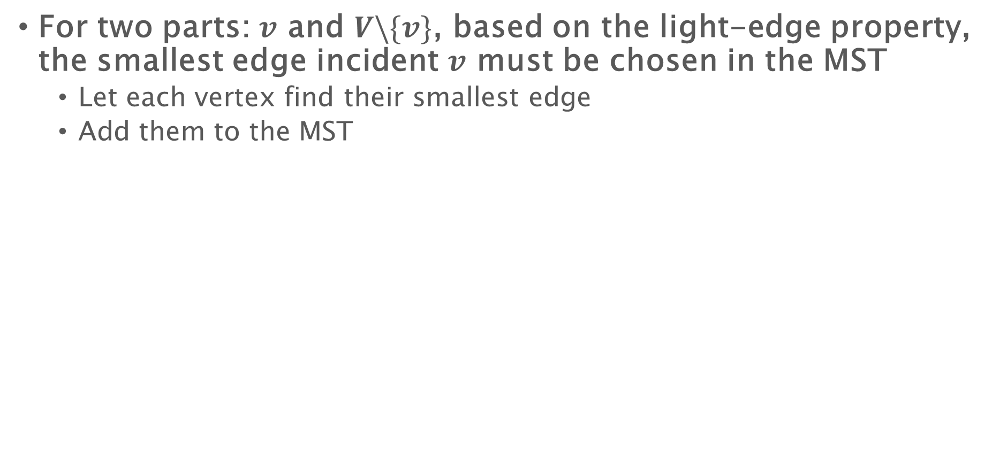 • For two parts: 𝒗 and 𝑽\{𝒗}, based on the light-edge property,
the smallest edge incident 𝒗 must be chosen in the MST
• Let each vertex find their smallest edge
• Add them to the MST